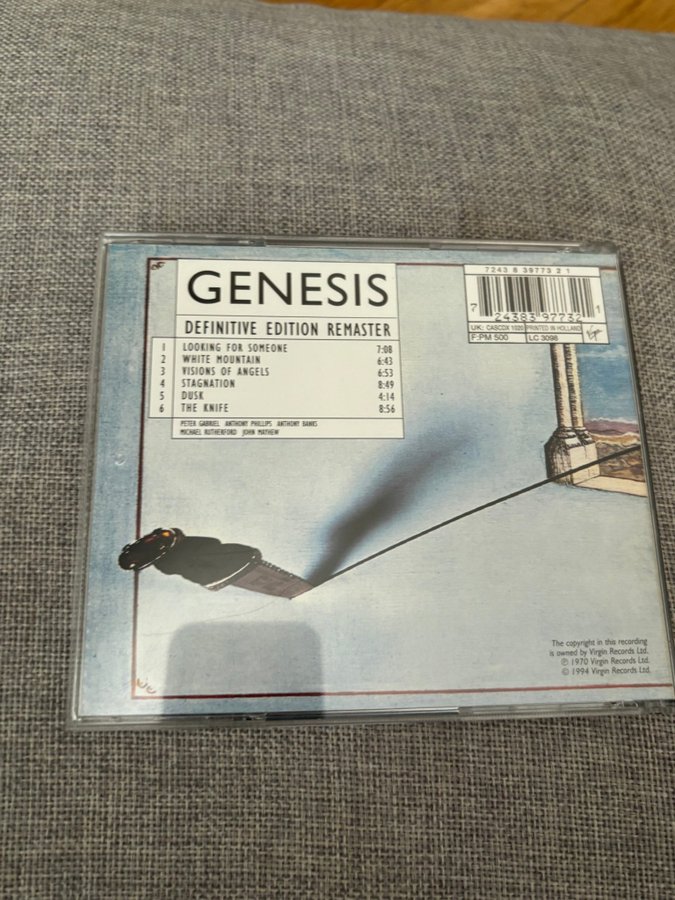 GENESIS
DEFINITIVE EDITION REMASTER
1 LOOKING FOR SOMEONE 7:08
2 WHITE MOUNTAIN 6:43
3 VISIONS OF ANGELS 6:53
4 STAGNATION 8:49
5 DUSK 4:14
6 THE KNIFE 8:56
PETER GABRIEL ANTHONY PHILLIPS ANTHONY BANKS
MICHAEL RUTHERFORD JOHN MAYHEW
7243 8 39773 2 1
7 24383 97732 1
UK: CASCDX 1020 PRINTED IN HOLLAND
F:PM 500 LC 3098
Virgin
The copyright in this recording
is owned by Virgin Records Ltd.
℗ 1970 Virgin Records Ltd.
© 1994 Virgin Records Ltd.